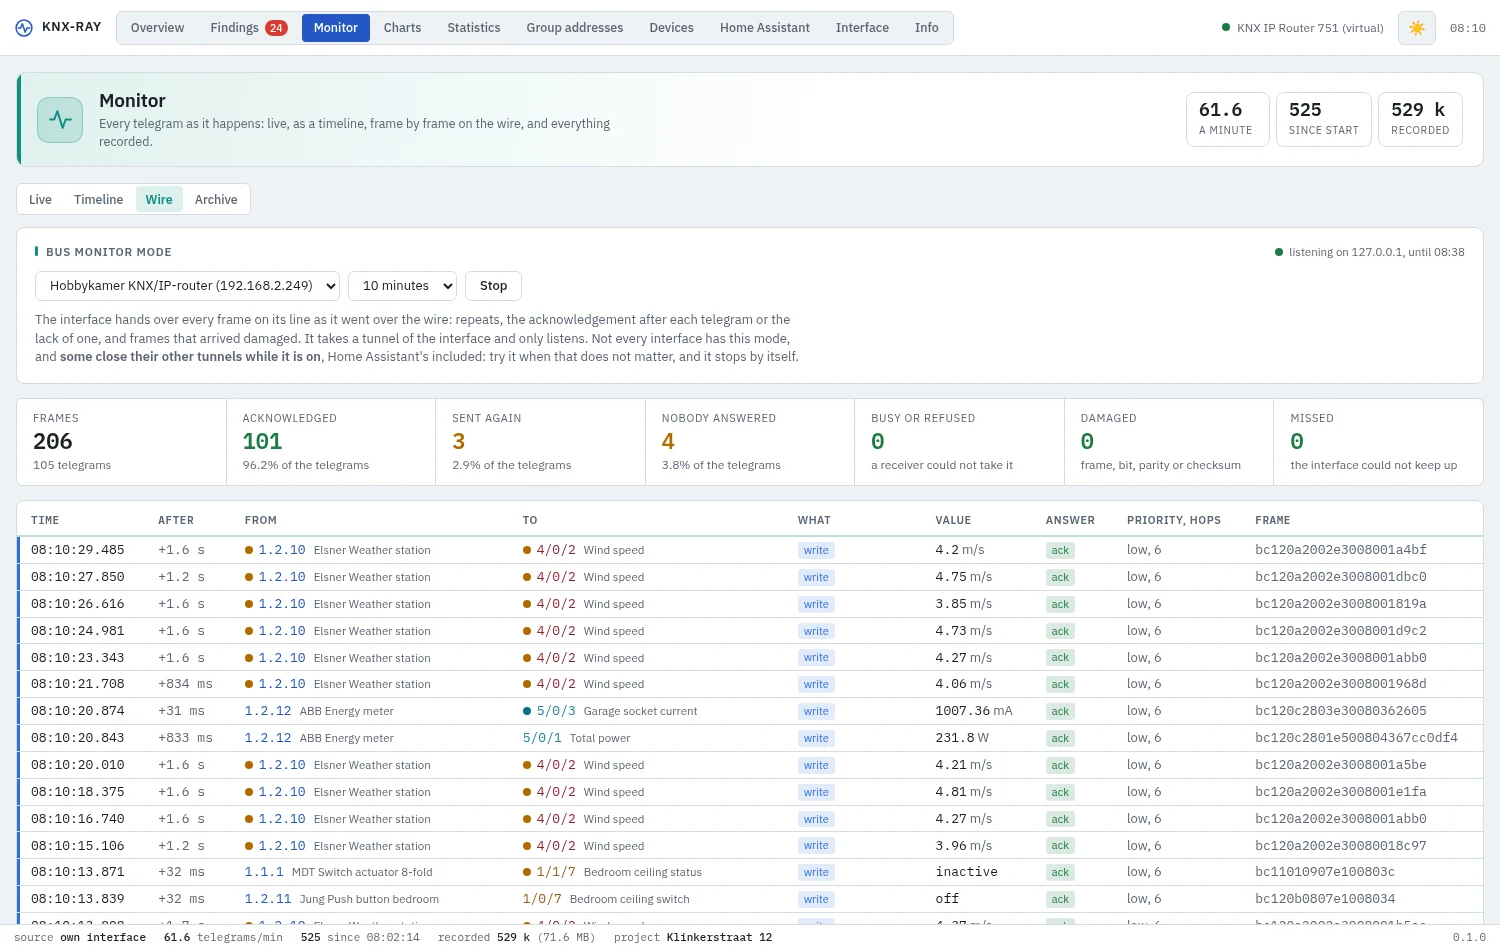 KNX-RAY Overview Findings 24 Monitor Charts Statistics Group addresses Devices Home Assistant Interface Info KNX IP Router 751 (virtual) 08:10
Monitor
Every telegram as it happens: live, as a timeline, frame by frame on the wire, and everything
recorded.
61.6 525 529 k
A MINUTE SINCE START RECORDED
Live Timeline Wire Archive
BUS MONITOR MODE listening on 127.0.0.1, until 08:38
Hobbykamer KNX/IP-router (192.168.2.249) 10 minutes Stop
The interface hands over every frame on its line as it went over the wire: repeats, the acknowledgement after each telegram or the
lack of one, and frames that arrived damaged. It takes a tunnel of the interface and only listens. Not every interface has this mode,
and some close their other tunnels while it is on, Home Assistant's included: try it when that does not matter, and it stops by itself.
FRAMES ACKNOWLEDGED SENT AGAIN NOBODY ANSWERED BUSY OR REFUSED DAMAGED MISSED
206 101 3 4 0 0 0
105 telegrams 96.2% of the telegrams 2.9% of the telegrams 3.8% of the telegrams a receiver could not take it frame, bit, parity or checksum the interface could not keep up
TIME AFTER FROM TO WHAT VALUE ANSWER PRIORITY, HOPS FRAME
08:10:29.485 +1.6 s 1.2.10 Elsner Weather station 4/0/2 Wind speed write 4.2 m/s ack low, 6 bc120a2002e3008001a4bf
08:10:27.850 +1.2 s 1.2.10 Elsner Weather station 4/0/2 Wind speed write 4.75 m/s ack low, 6 bc120a2002e3008001dbc0
08:10:26.616 +1.6 s 1.2.10 Elsner Weather station 4/0/2 Wind speed write 3.85 m/s ack low, 6 bc120a2002e3008001819a
08:10:24.981 +1.6 s 1.2.10 Elsner Weather station 4/0/2 Wind speed write 4.73 m/s ack low, 6 bc120a2002e3008001d9c2
08:10:23.343 +1.6 s 1.2.10 Elsner Weather station 4/0/2 Wind speed write 4.27 m/s ack low, 6 bc120a2002e3008001abb0
08:10:21.708 +834 ms 1.2.10 Elsner Weather station 4/0/2 Wind speed write 4.06 m/s ack low, 6 bc120a2002e3008001968d
08:10:20.874 +31 ms 1.2.12 ABB Energy meter 5/0/3 Garage socket current write 1007.36 mA ack low, 6 bc120c2803e30080362605
08:10:20.843 +833 ms 1.2.12 ABB Energy meter 5/0/1 Total power write 231.8 W ack low, 6 bc120c2801e500804367cc0df4
08:10:20.010 +1.6 s 1.2.10 Elsner Weather station 4/0/2 Wind speed write 4.21 m/s ack low, 6 bc120a2002e3008001a5be
08:10:18.375 +1.6 s 1.2.10 Elsner Weather station 4/0/2 Wind speed write 4.81 m/s ack low, 6 bc120a2002e3008001e1fa
08:10:16.740 +1.6 s 1.2.10 Elsner Weather station 4/0/2 Wind speed write 4.27 m/s ack low, 6 bc120a2002e3008001abb0
08:10:15.106 +1.2 s 1.2.10 Elsner Weather station 4/0/2 Wind speed write 3.96 m/s ack low, 6 bc120a2002e30080018c97
08:10:13.871 +32 ms 1.1.1 MDT Switch actuator 8-fold 1/1/7 Bedroom ceiling status write inactive ack low, 6 bc11010907e100803c
08:10:13.839 +32 ms 1.2.11 Jung Push button bedroom 1/0/7 Bedroom ceiling switch write off ack low, 6 bc120b0807e1008034
source own interface 61.6 telegrams/min 525 since 08:02:14 recorded 529 k (71.6 MB) project Klinkerstraat 12 0.1.0